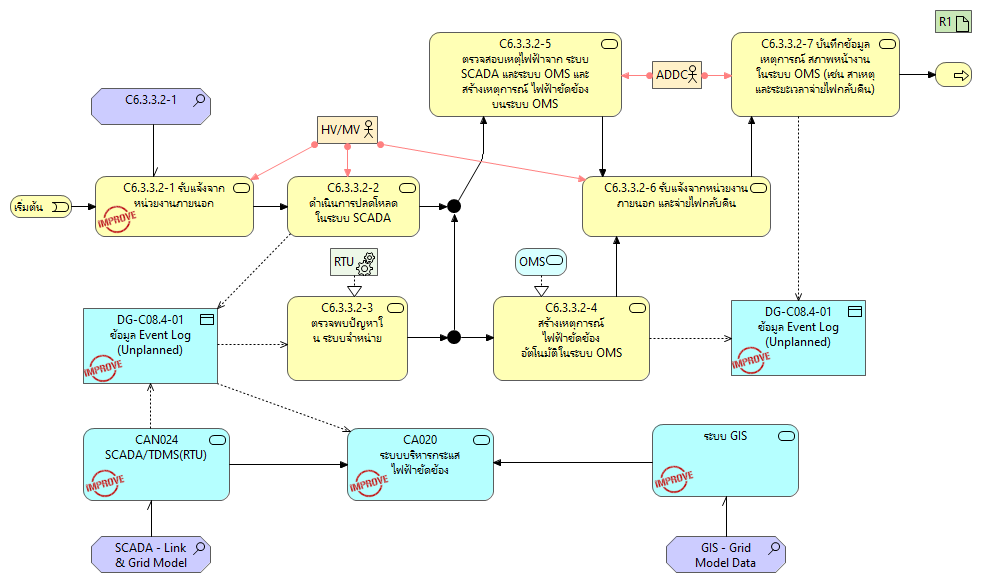 R1
C6.3.3.2-5
ตรวจสอบเหตุไฟฟ้าจาก ระบบ
SCADA และระบบ OMS และ
สร้างเหตุการณ์ ไฟฟ้าขัดข้อง
บนระบบ OMS
ADDC
C6.3.3.2-7 บันทึกข้อมูล
เหตุการณ์ สภาพหน้างาน
ในระบบ OMS (เช่น สาเหตุ
และระยะเวลาจ่ายไฟกลับคืน)
C6.3.3.2-1
HV/MV
เริ่มต้น
C6.3.3.2-1 รับแจ้งจาก
หน่วยงานภายนอก
IMPROVE
C6.3.3.2-2
ดำเนินการปลดโหลด
ในระบบ SCADA
C6.3.3.2-6 รับแจ้งจากหน่วยงาน
ภายนอก และจ่ายไฟกลับคืน
RTU
OMS
C6.3.3.2-3
ตรวจพบปัญหาใ
น ระบบจำหน่าย
C6.3.3.2-4
สร้างเหตุการณ์
ไฟฟ้าขัดข้อง
อัตโนมัติในระบบ OMS
DG-C08.4-01
ข้อมูล Event Log
(Unplanned)
IMPROVE
DG-C08.4-01
ข้อมูล Event Log
(Unplanned)
IMPROVE
CAN024
SCADA/TDMS(RTU)
IMPROVE
CA020
ระบบบริหารกระแส
ไฟฟ้าขัดข้อง
IMPROVE
ระบบ GIS
IMPROVE
SCADA - Link
& Grid Model
GIS - Grid
Model Data